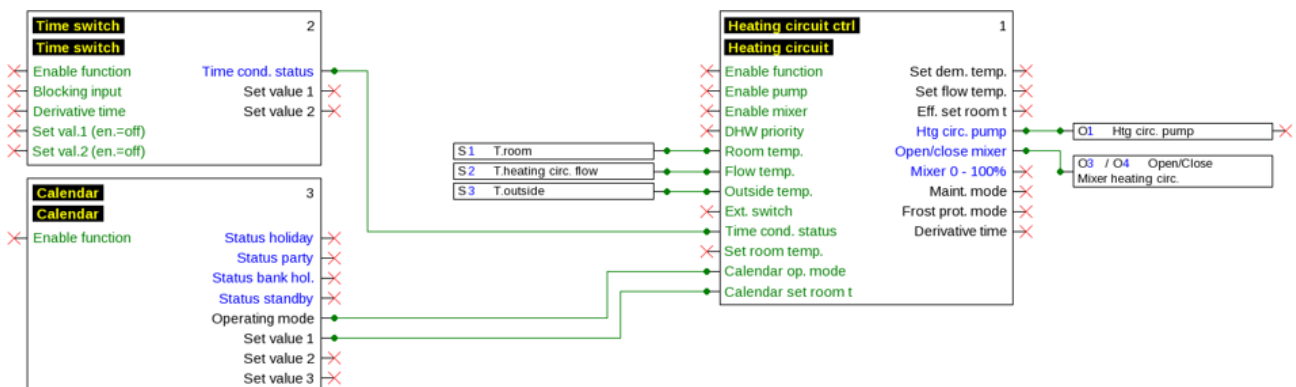 Time switch 2
Time switch
Enable function Time cond. status
Blocking input Set value 1
Derivative time Set value 2
Set val.1 (en.=off)
Set val.2 (en.=off)
Calendar 3
Calendar
Enable function Status holiday
Status party
Status bank hol.
Status standby
Operating mode
Set value 1
Set value 2
Set value 3
S1 T.room
S2 T.heating circ. flow
S3 T.outside
Heating circuit ctrl 1
Heating circuit
Enable function Set dem. temp.
Enable pump Set flow temp.
Enable mixer Eff. set room t
DHW priority Htg circ. pump
Room temp. Open/close mixer
Flow temp. Mixer 0 - 100%
Outside temp. Maint. mode
Ext. switch Frost prot. mode
Time cond. status Derivative time
Set room temp.
Calendar op. mode
Calendar set room t
O1 Htg circ. pump
O3 / O4 Open/Close
Mixer heating circ.